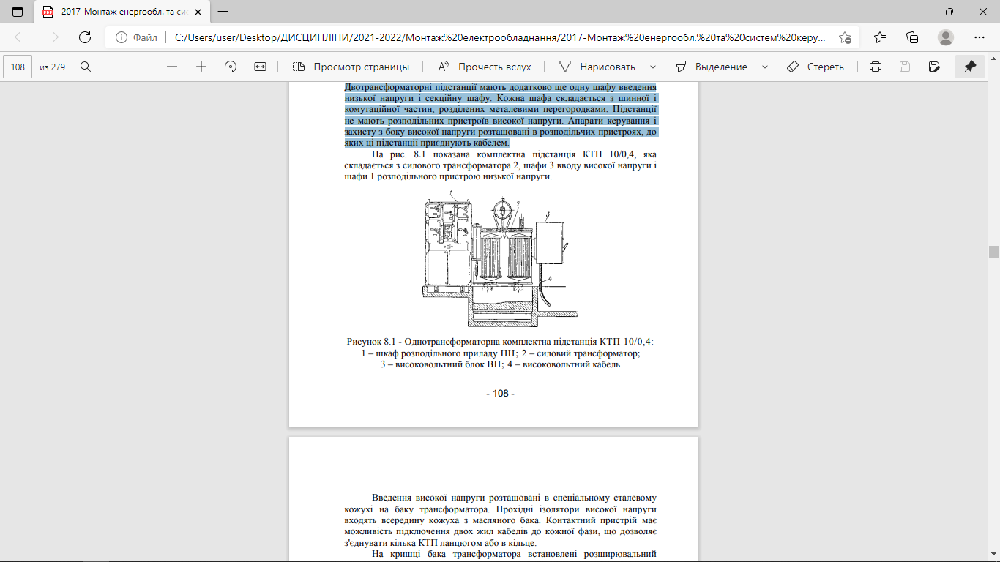 2017-Монтаж енергообл. та сис
Файл
C:/Users/user/Desktop/ДИСЦИПЛІНИ/2021-2022/Монтаж%20електрообладнання/2017-Монтаж%20енергообл.%20та%20систем%20керу...
108
из 279
Просмотр страницы
Прочесть вслух
Нарисовать
Выделение
Стереть
Двотрансформаторні підстанції мають додатково ще одну шафу введення
низької напруги і секційну шафу. Кожна шафа складається з шинної і
комутаційної частин, розділених металевими перегородками. Підстанції
не мають розподільних пристроїв високої напруги. Апарати керування і
захисту з боку високої напруги розташовані в розподільчих пристроях, до
яких ці підстанції приєднують кабелем.
На рис. 8.1 показана комплектна підстанція КТП 10/0,4, яка
складається з силового трансформатора 2, шафи 3 вводу високої напруги і
шафи 1 розподільного пристрою низької напруги.
1
2
3
4
Рисунок 8.1 - Однотрансформаторна комплектна підстанція КТП 10/0,4:
1 – шкаф розподільного приладу НН; 2 – силовий трансформатор;
3 – високовольтний блок ВН; 4 – високовольтний кабель
- 108 -
Введення високої напруги розташовані в спеціальному сталевому
кожухі на баку трансформатора. Прохідні ізолятори високої напруги
входять всередину кожуха з масляного бака. Контактний пристрій має
можливість підключення двох жил кабелів до кожної фази, що дозволяє
з'єднувати кілька КТП ланцюгом або в кільце.
На кришці бака трансформатора встановлені розширювальний